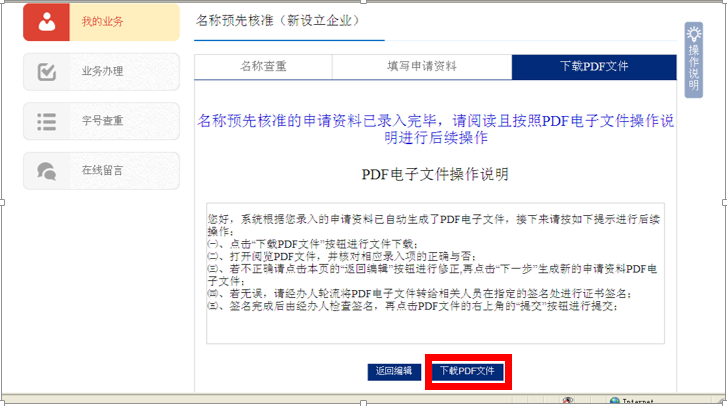 我的业务
业务办理
字号查重
在线留言
名称预先核准（新设立企业）
名称查重
填写申请资料
下载PDF文件
名称预先核准的申请资料已录入完毕，请阅读且按照PDF电子文件操作说
明进行后续操作
PDF电子文件操作说明
您好，系统根据您录入的申请资料已自动生成了PDF电子文件，接下来请按如下提示进行后续
操作：
㈠、点击“下载PDF文件”按钮进行文件下载；
㈡、打开阅览PDF文件，并核对相应录入项的正确与否；
㈢、若不正确请点击本页的“返回编辑”按钮进行修正,再点击“下一步”生成新的申请资料PDF电
子文件；
㈣、若无误，请经办人轮流将PDF电子文件转给相关人员在指定的签名处进行证书签名；
㈤、签名完成后由经办人检查签名，再点击PDF文件的右上角的“提交”按钮进行提交；
返回编辑
下载PDF文件
操作说明
Internet